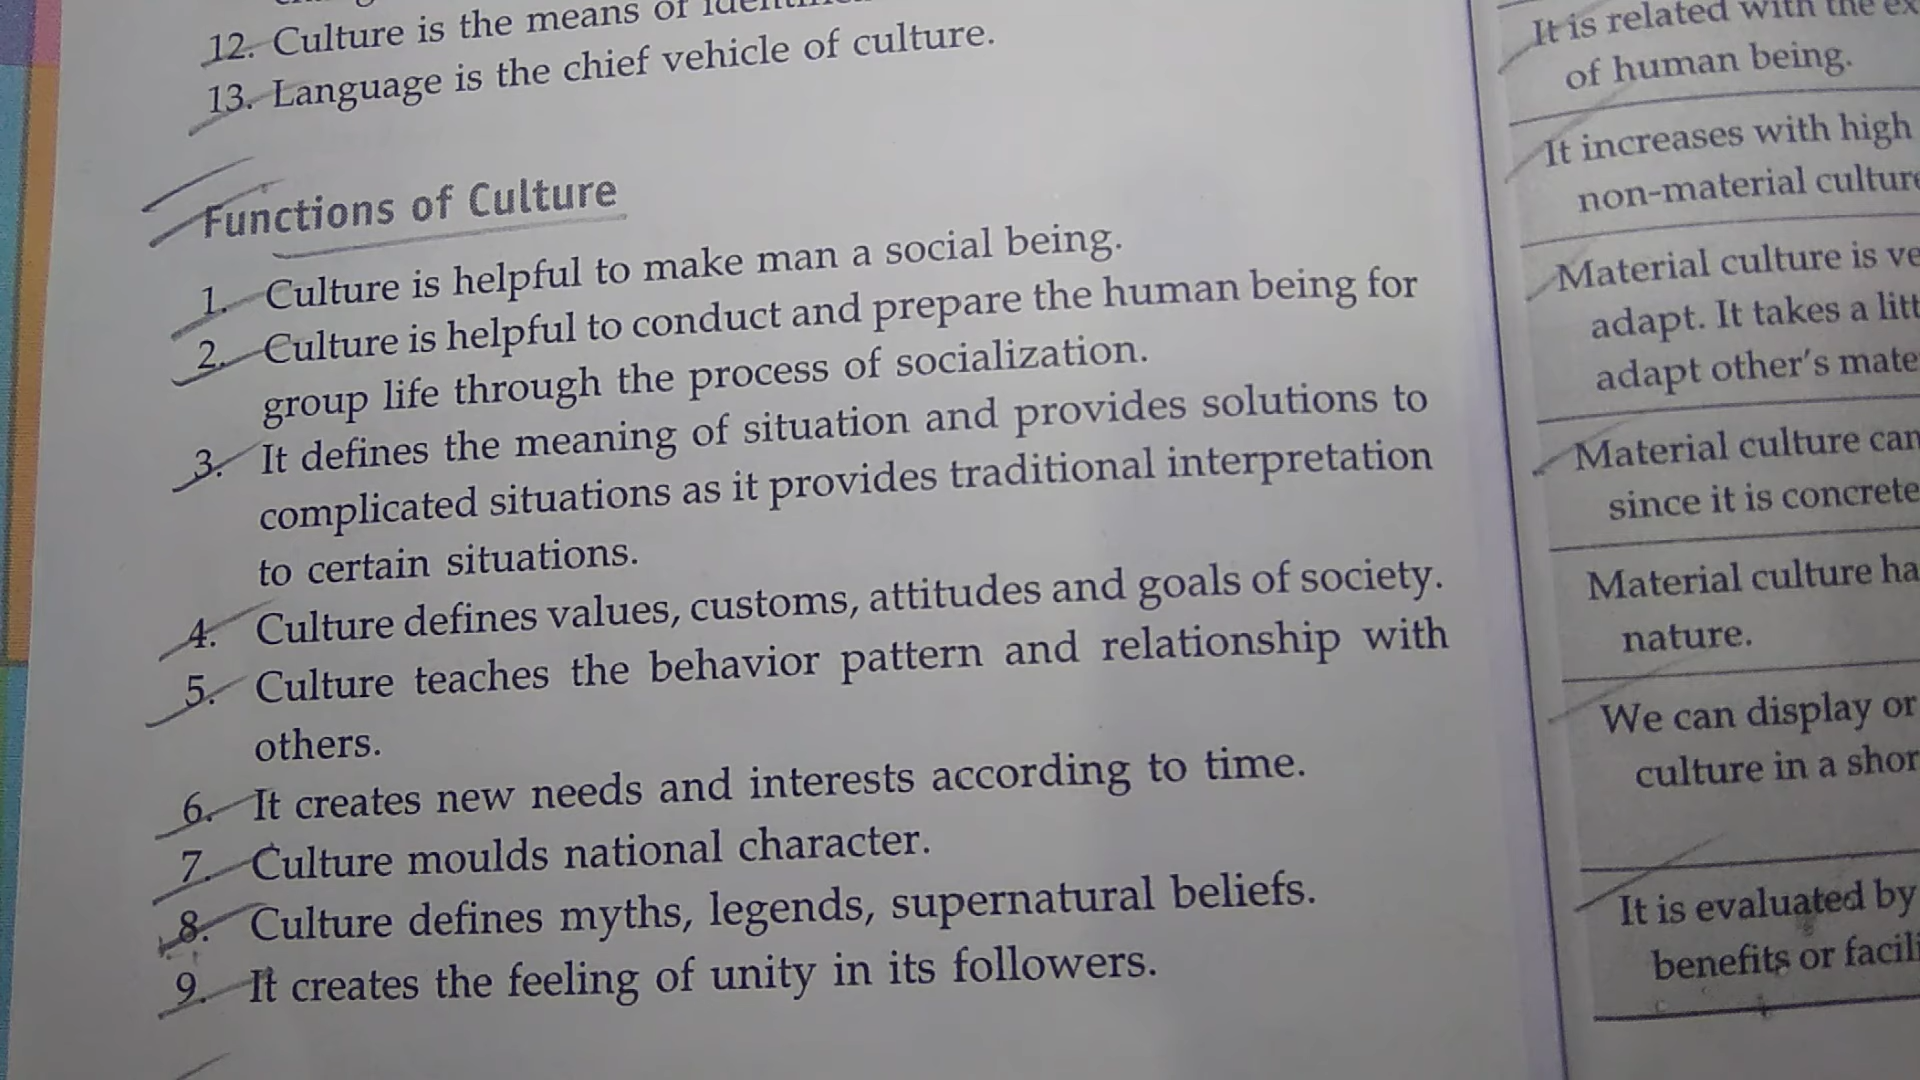 12. Culture is the means of
13. Language is the chief vehicle of culture.
Functions of Culture
1. Culture is helpful to make man a social being.
2. Culture is helpful to conduct and prepare the human being for
group life through the process of socialization.
3. It defines the meaning of situation and provides solutions to
complicated situations as it provides traditional interpretation
to certain situations.
4. Culture defines values, customs, attitudes and goals of society.
5. Culture teaches the behavior pattern and relationship with
others.
6. It creates new needs and interests according to time.
7. Culture moulds national character.
8. Culture defines myths, legends, supernatural beliefs.
9. It creates the feeling of unity in its followers.
It is related with the
of human being.
It increases with high
non-material culture
Material culture is
adapt. It takes a
adapt other's
Material culture
since it is concrete
Material culture
nature.
We can display or
culture in a
It is evaluated by
benefits or